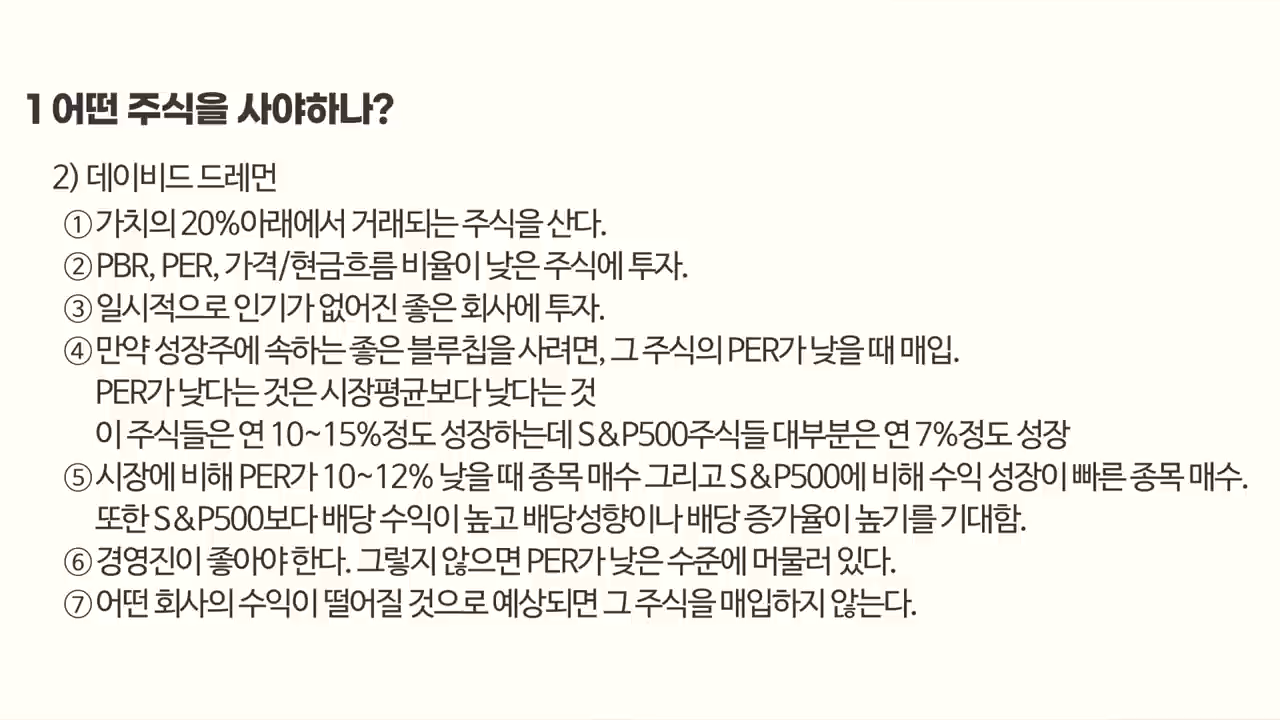 1 어떤 주식을 사야하나?
2) 데이비드 드레먼
① 가치의 20%아래에서 거래되는 주식을 산다.
② PBR, PER, 가격/현금흐름 비율이 낮은 주식에 투자.
③ 일시적으로 인기가 없어진 좋은 회사에 투자.
④ 만약 성장주에 속하는 좋은 블루칩을 사려면, 그 주식의 PER가 낮을 때 매입.
PER가 낮다는 것은 시장평균보다 낮다는 것
이 주식들은 연 10~15%정도 성장하는데 S&P500주식들 대부분은 연 7%정도 성장
⑤ 시장에 비해 PER가 10~12% 낮을 때 종목 매수 그리고 S&P500에 비해 수익 성장이 빠른 종목 매수.
또한 S&P500보다 배당 수익이 높고 배당성향이나 배당 증가율이 높기를 기대함.
⑥ 경영진이 좋아야 한다. 그렇지 않으면 PER가 낮은 수준에 머물러 있다.
⑦ 어떤 회사의 수익이 떨어질 것으로 예상되면 그 주식을 매입하지 않는다.